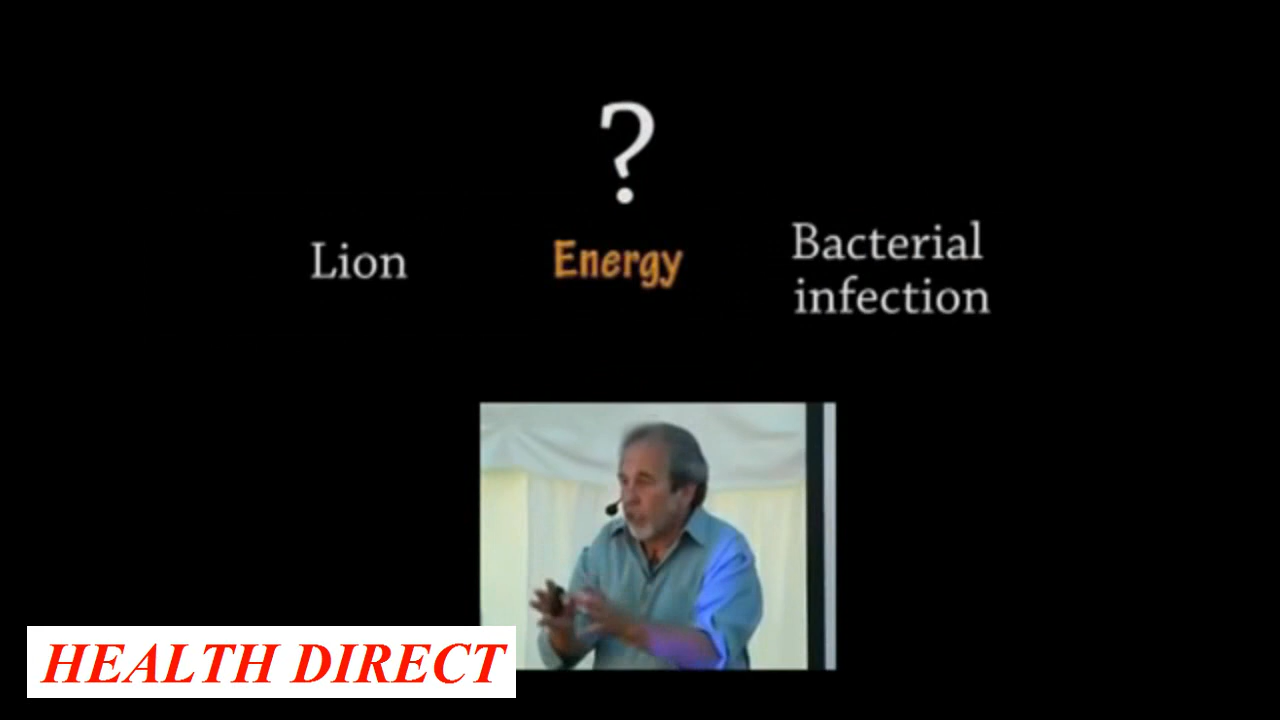 ?
Lion
Energy
Bacterial
infection
HEALTH DIRECT